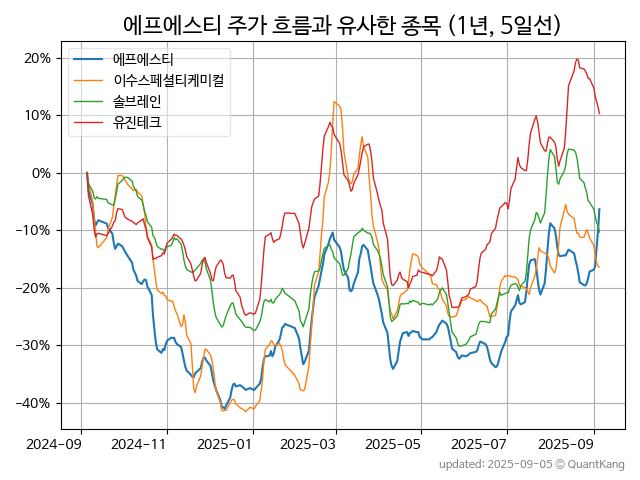 에프에스티 주가 흐름과 유사한 종목 (1년, 5일선)
에프에스티
이수스페셜티케미컬
솔브레인
유진테크
20%
10%
0%
−10%
−20%
−30%
−40%
2024-09
2024-11
2025-01
2025-03
2025-05
2025-07
2025-09
updated: 2025-09-05 © QuantKang